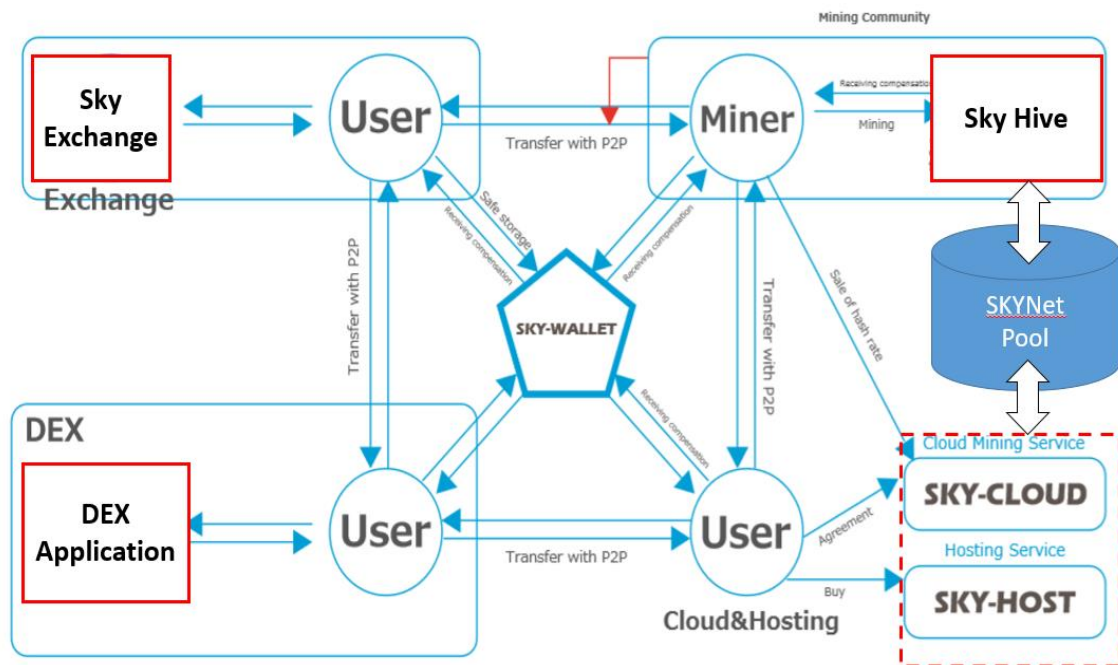 Mining Community
Sky
Exchange
Exchange
User
Transfer with P2P
Miner
Receiving compensation
Mining
Sky Hive
Safe storage
Receiving compensation
Receiving compensation
Transfer with P2P
SKY-WALLET
Transfer with P2P
Sale of hash rate
SKYNet
Pool
DEX
DEX
Application
User
Transfer with P2P
Receiving compensation
User
Cloud&Hosting
Agreement
Buy
Cloud Mining Service
SKY-CLOUD
Hosting Service
SKY-HOST